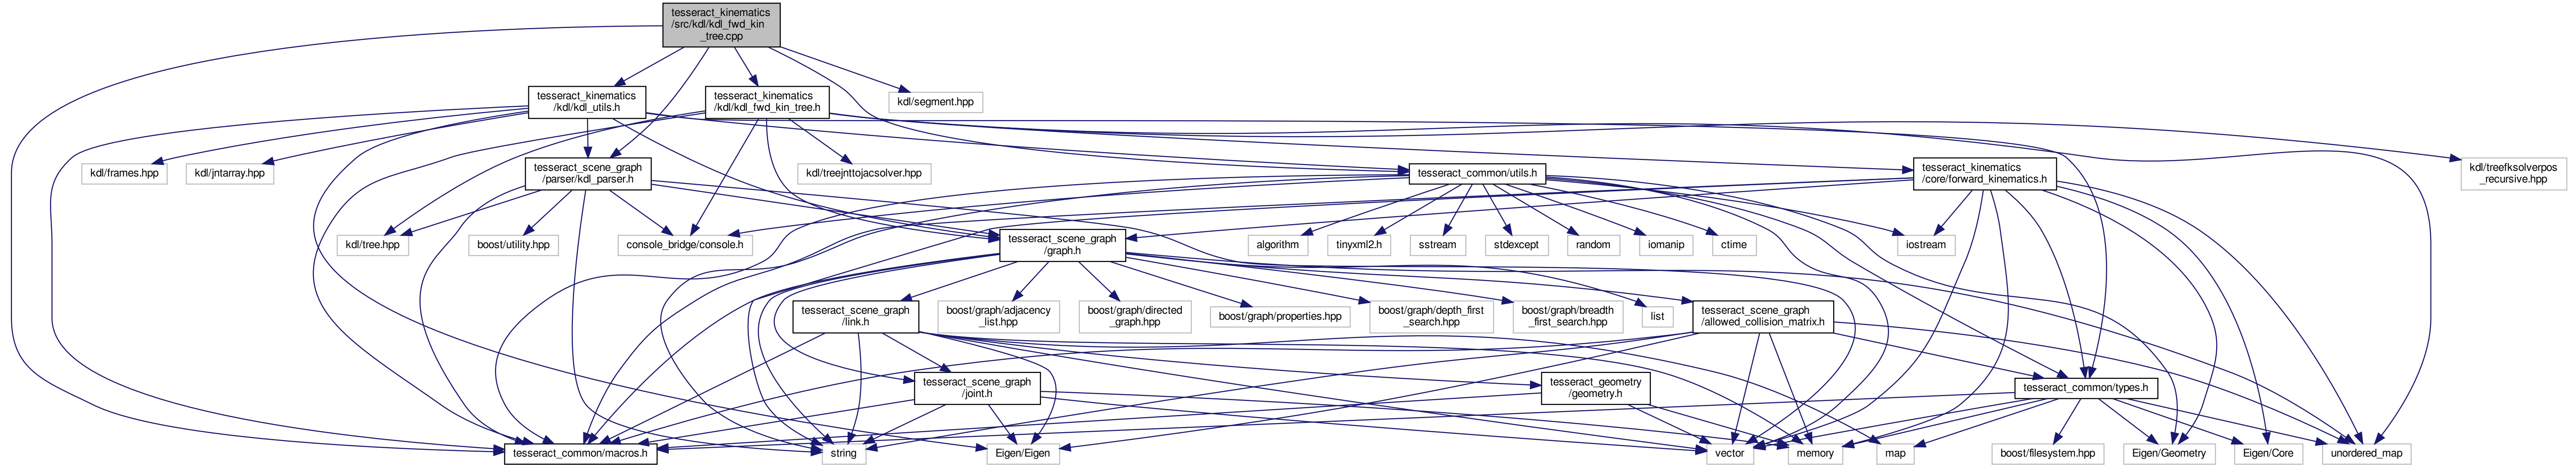 tesseract_kinematics
/src/kdl/kdl_fwd_kin
_tree.cpp
tesseract_kinematics
/kdl/kdl_utils.h
tesseract_kinematics
/kdl/kdl_fwd_kin_tree.h
kdl/segment.hpp
kdl/frames.hpp
kdl/jntarray.hpp
tesseract_scene_graph
/parser/kdl_parser.h
kdl/treejnttojacsolver.hpp
tesseract_common/utils.h
tesseract_kinematics
/core/forward_kinematics.h
kdl/treefksolverpos
_recursive.hpp
kdl/tree.hpp
boost/utility.hpp
console_bridge/console.h
tesseract_scene_graph
/graph.h
algorithm
tinyxml2.h
sstream
stdexcept
random
iomanip
ctime
iostream
tesseract_scene_graph
/link.h
boost/graph/adjacency
_list.hpp
boost/graph/directed
_graph.hpp
boost/graph/properties.hpp
boost/graph/depth_first
_search.hpp
boost/graph/breadth
_first_search.hpp
list
tesseract_scene_graph
/allowed_collision_matrix.h
tesseract_scene_graph
/joint.h
tesseract_geometry
/geometry.h
tesseract_common/types.h
tesseract_common/macros.h
string
Eigen/Eigen
vector
memory
map
boost/filesystem.hpp
Eigen/Geometry
Eigen/Core
unordered_map